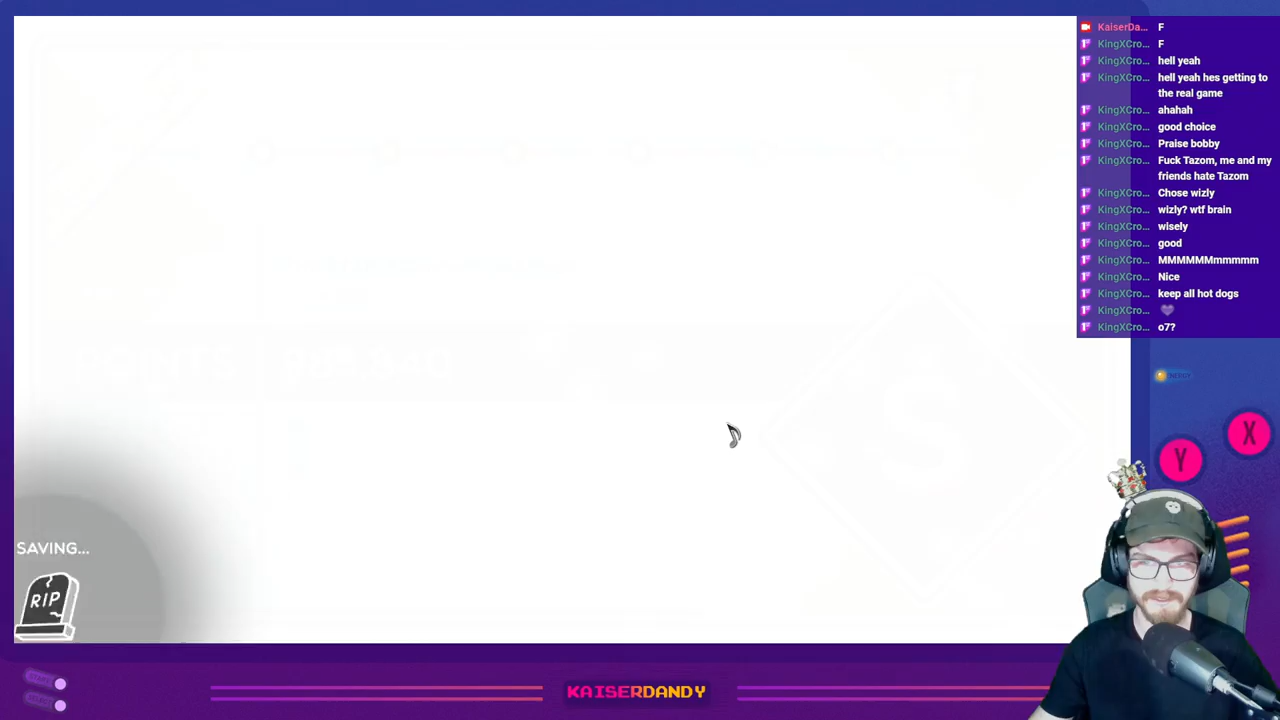 KaiserDa... F
KingXCro... F
KingXCro... hell yeah
KingXCro... hell yeah hes getting to
the real game
KingXCro... ahahah
KingXCro... good choice
KingXCro... Praise bobby
KingXCro... Fuck Tazom, me and my
friends hate Tazom
KingXCro... Chose wizly
KingXCro... wizly? wtf brain
KingXCro... wisely
KingXCro... good
KingXCro... MMMMMMmmmmm
KingXCro... Nice
KingXCro... keep all hot dogs
KingXCro... 💜
KingXCro... o7?
POINTS
S
X
Y
SAVING...
RIP
KAISERDANDY